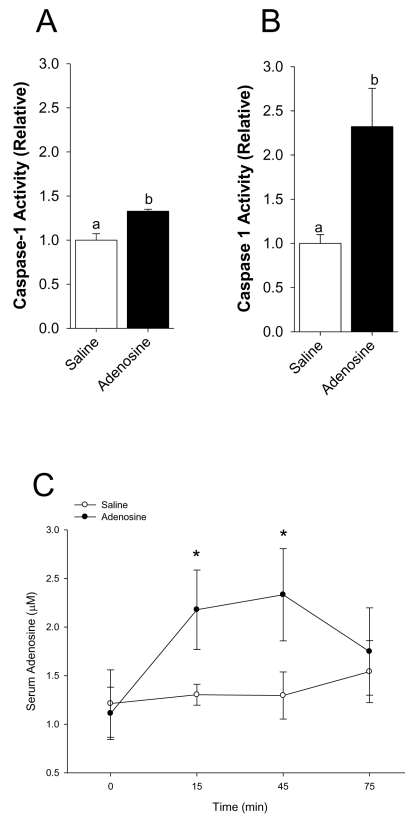 A
B
Caspase-1 Activity (Relative)
3.0
2.5
2.0
1.5
1.0
0.5
0.0
a
b
Saline
Adenosine
Caspase 1 Activity (Relative)
3.0
2.5
2.0
1.5
1.0
0.5
0.0
a
b
Saline
Adenosine
C
Saline
Adenosine
Serum Adenosine (μM)
3.0
2.5
2.0
1.5
1.0
0.5
*
*
0 15 45 75
Time (min)